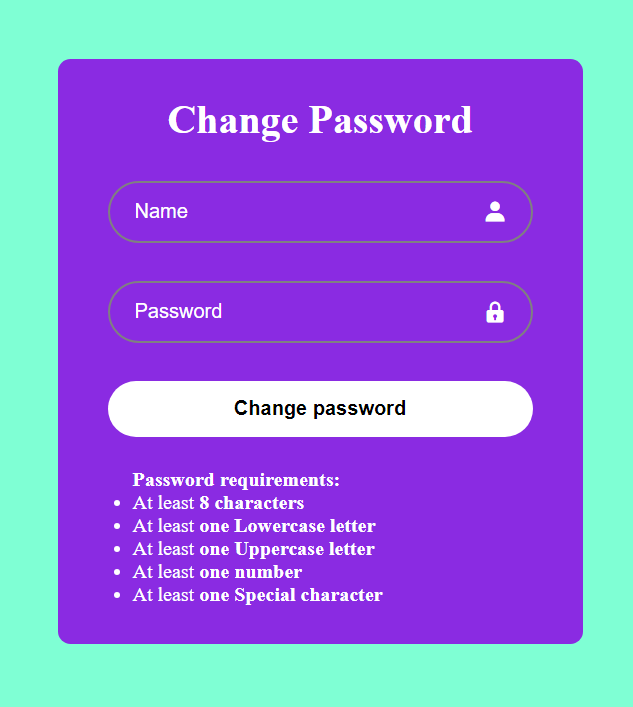 Change Password
Name
Password
Change password
Password requirements:
At least 8 characters
At least one Lowercase letter
At least one Uppercase letter
At least one number
At least one Special character